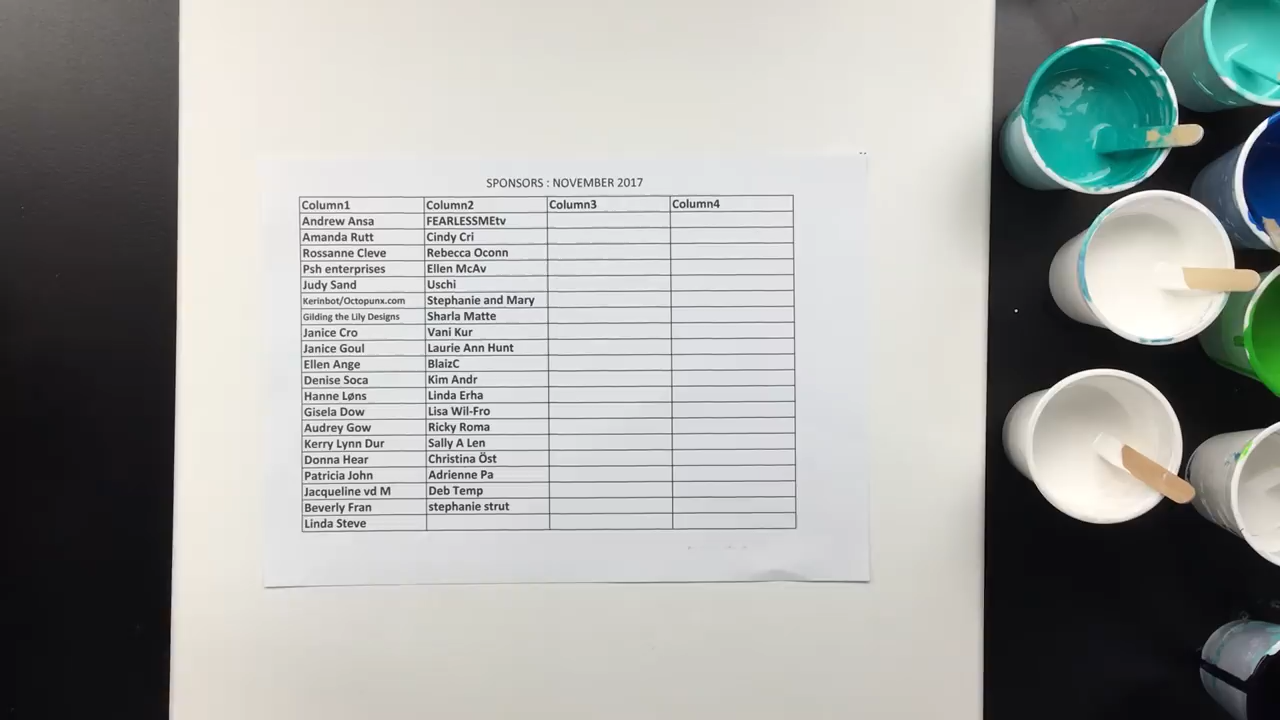 SPONSORS : NOVEMBER 2017
Column1 Column2 Column3 Column4
Andrew Ansa FEARLESSMEtv
Amanda Rutt Cindy Cri
Rossanne Cleve Rebecca Oconn
Psh enterprises Ellen McAv
Judy Sand Uschi
Kerinbot/Octopunx.com Stephanie and Mary
Gilding the Lily Designs Sharla Matte
Janice Cro Vani Kur
Janice Goul Laurie Ann Hunt
Ellen Ange BlaizC
Denise Soca Kim Andr
Hanne Løns Linda Erha
Gisela Dow Lisa Wil-Fro
Audrey Gow Ricky Roma
Kerry Lynn Dur Sally A Len
Donna Hear Christina Öst
Patricia John Adrienne Pa
Jacqueline vd M Deb Temp
Beverly Fran stephanie strut
Linda Steve